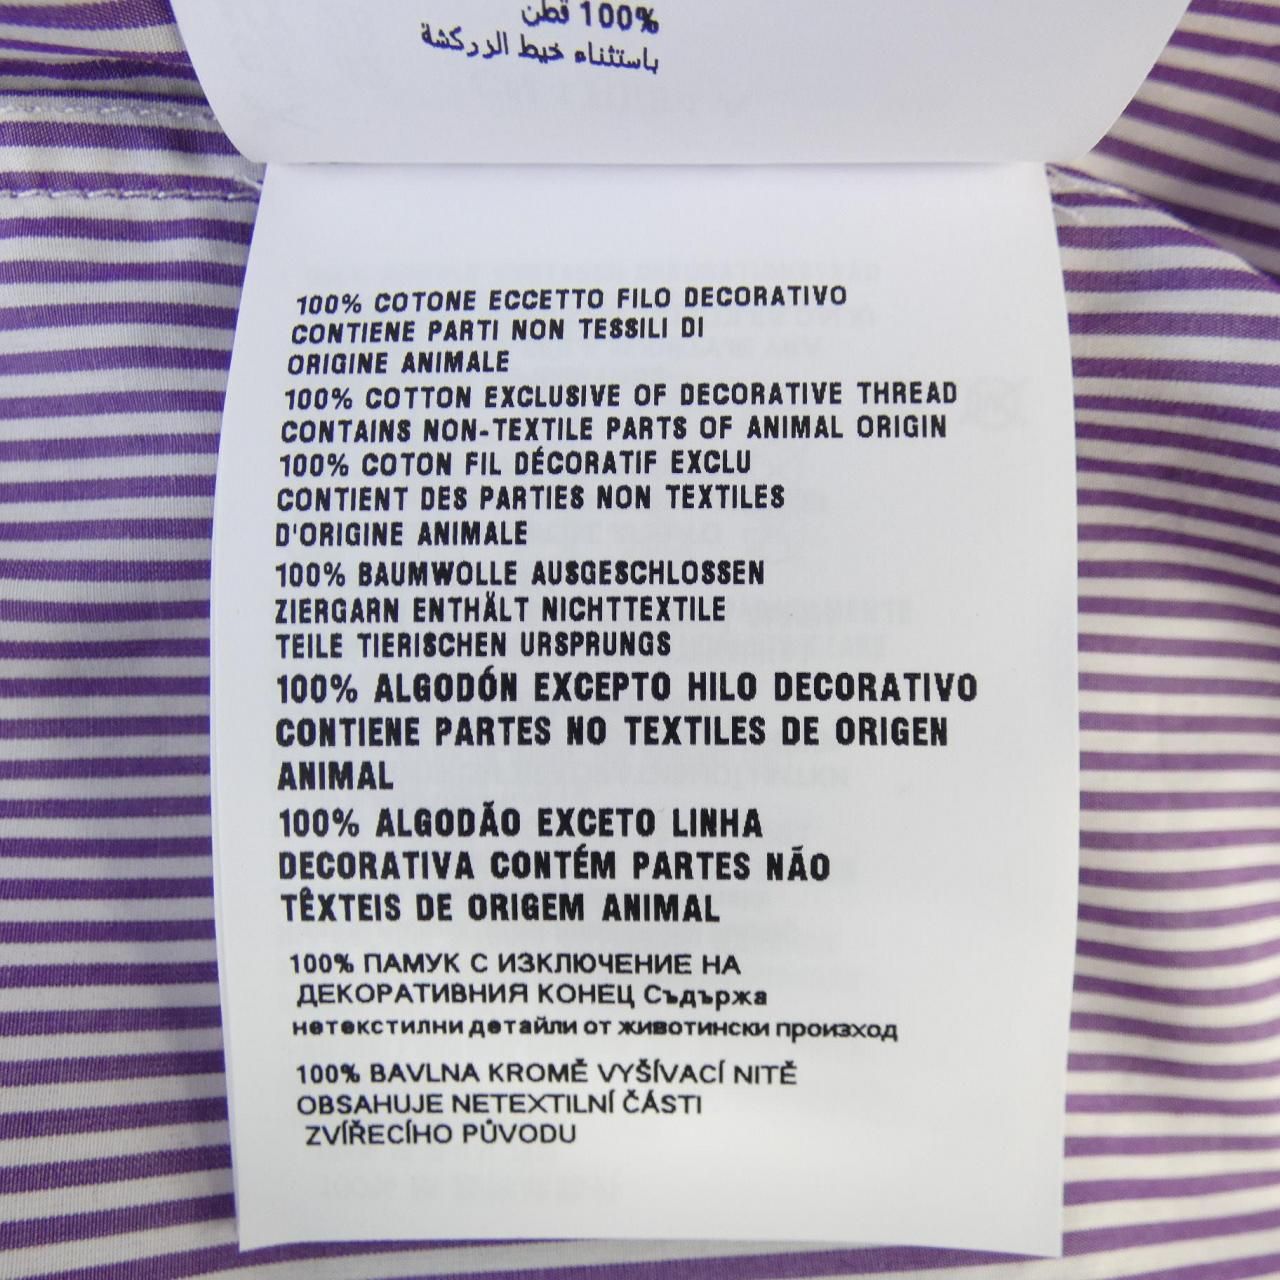 100% قطن
باستثناء خيط الزركشة
100% COTONE ECCETTO FILO DECORATIVO
CONTIENE PARTI NON TESSILI DI
ORIGINE ANIMALE
100% COTTON EXCLUSIVE OF DECORATIVE THREAD
CONTAINS NON-TEXTILE PARTS OF ANIMAL ORIGIN
100% COTON FIL DÉCORATIF EXCLU
CONTIENT DES PARTIES NON TEXTILES
D'ORIGINE ANIMALE
100% BAUMWOLLE AUSGESCHLOSSEN
ZIERGARN ENTHÄLT NICHTTEXTILE
TEILE TIERISCHEN URSPRUNGS
100% ALGODÓN EXCEPTO HILO DECORATIVO
CONTIENE PARTES NO TEXTILES DE ORIGEN
ANIMAL
100% ALGODÃO EXCETO LINHA
DECORATIVA CONTÉM PARTES NÃO
TÊXTEIS DE ORIGEM ANIMAL
100% ПАМУК С ИЗКЛЮЧЕНИЕ НА
ДЕКОРАТИВНИЯ КОНЕЦ Съдържа
нетекстилни детайли от животински произход
100% BAVLNA KROMĚ VYŠÍVACÍ NITĚ
OBSAHUJE NETEXTILNÍ ČÁSTI
ZVÍŘECÍHO PŮVODU